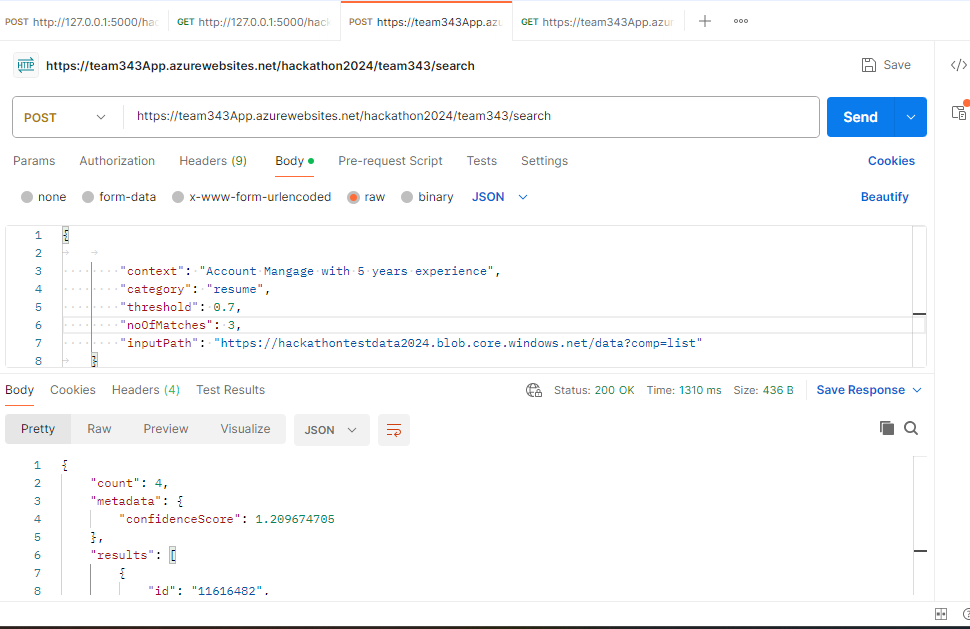 POST http://127.0.0.1:5000/hac GET http://127.0.0.1:5000/hack POST https://team343App.azu GET https://team343App.azur
HTTP https://team343App.azurewebsites.net/hackathon2024/team343/search Save </>
POST https://team343App.azurewebsites.net/hackathon2024/team343/search Send
Params Authorization Headers (9) Body Pre-request Script Tests Settings Cookies
none form-data x-www-form-urlencoded raw binary JSON Beautify
1 {
2
3 "context": "Account Mangage with 5 years experience",
4 "category": "resume",
5 "threshold": 0.7,
6 "noOfMatches": 3,
7 "inputPath": "https://hackathontestdata2024.blob.core.windows.net/data?comp=list"
8 }
Body Cookies Headers (4) Test Results Status: 200 OK Time: 1310 ms Size: 436 B Save Response
Pretty Raw Preview Visualize JSON
1 {
2 "count": 4,
3 "metadata": {
4 "confidenceScore": 1.209674705
5 },
6 "results": [
7 {
8 "id": "11616482",